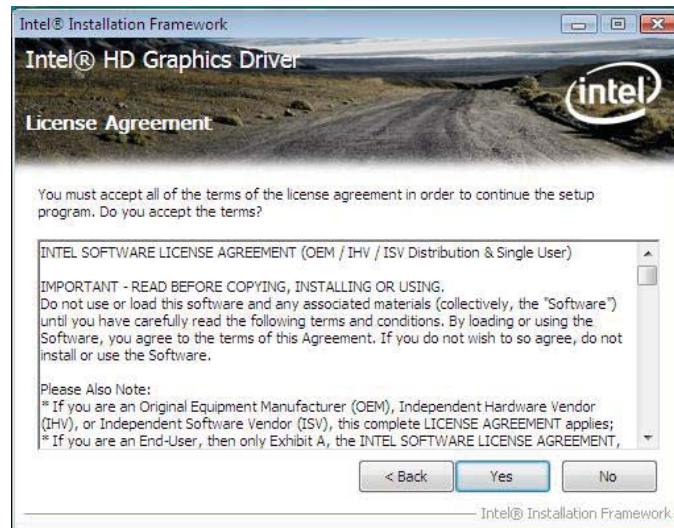 Intel® Installation Framework
Intel® HD Graphics Driver
intel
License Agreement
You must accept all of the terms of the license agreement in order to continue the setup
program. Do you accept the terms?
INTEL SOFTWARE LICENSE AGREEMENT (OEM / IHV / ISV Distribution & Single User)
IMPORTANT - READ BEFORE COPYING, INSTALLING OR USING.
Do not use or load this software and any associated materials (collectively, the "Software")
until you have carefully read the following terms and conditions. By loading or using the
Software, you agree to the terms of this Agreement. If you do not wish to so agree, do not
install or use the Software.
Please Also Note:
* If you are an Original Equipment Manufacturer (OEM), Independent Hardware Vendor
(IHV), or Independent Software Vendor (ISV), this complete LICENSE AGREEMENT applies;
* If you are an End-User, then only Exhibit A, the INTEL SOFTWARE LICENSE AGREEMENT,
< Back Yes No
Intel® Installation Framework